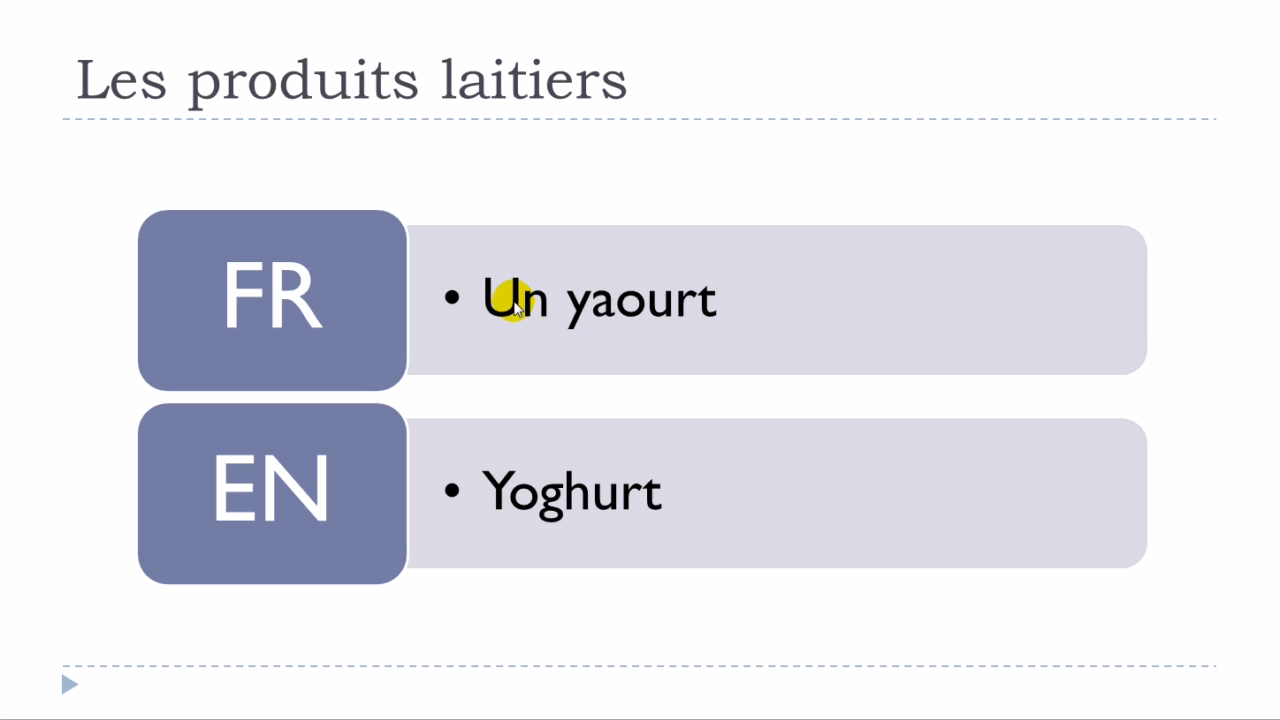 Les produits laitiers
FR
• Un yaourt
EN
• Yoghurt